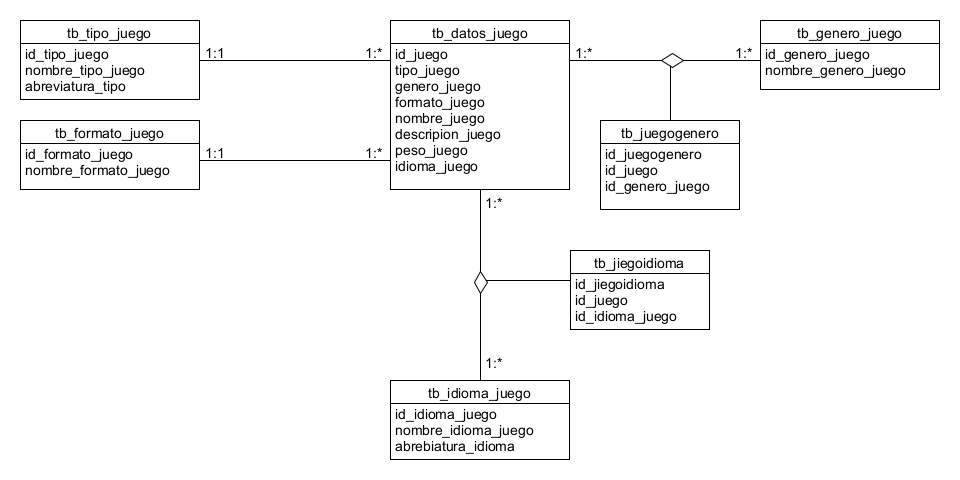 tb_tipo_juego
id_tipo_juego
nombre_tipo_juego
abreviatura_tipo
1:1
1:*
tb_datos_juego
id_juego
tipo_juego
genero_juego
formato_juego
nombre_juego
descripion_juego
peso_juego
idioma_juego
1:*
1:*
tb_genero_juego
id_genero_juego
nombre_genero_juego
tb_formato_juego
id_formato_juego
nombre_formato_juego
1:1
1:*
tb_juegogenero
id_juegogenero
id_juego
id_genero_juego
1:*
tb_jiegoidioma
id_jiegoidioma
id_juego
id_idioma_juego
1:*
tb_idioma_juego
id_idioma_juego
nombre_idioma_juego
abrebiatura_idioma